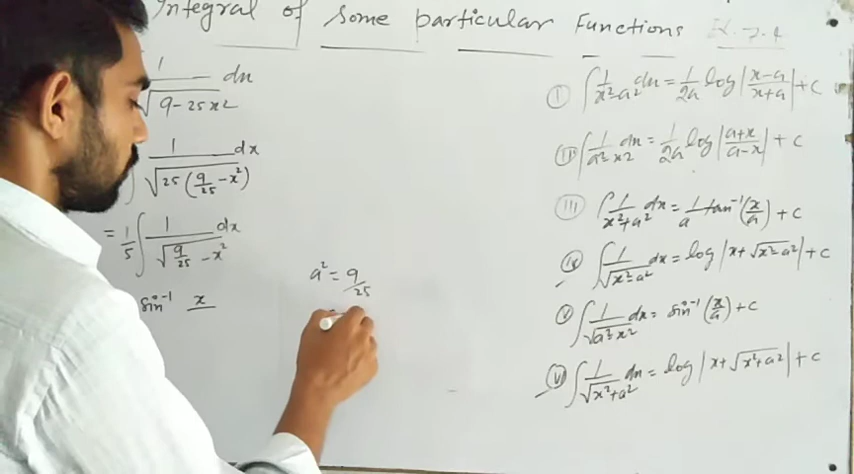 Integral of Some particular Functions Ex-7.4
1/√(9-25x²) dx
1/√(25(9/25-x²)) dx
= 1/5 ∫ 1/√(9/25-x²) dx
sin⁻¹ x
a² = 9/25
(I) ∫ 1/(x²-a²) dx = 1/2a log|(x-a)/(x+a)| + c
(II) ∫ 1/(a²-x²) dx = 1/2a log|(a+x)/(a-x)| + c
(III) ∫ 1/(x²+a²) dx = 1/a tan⁻¹(x/a) + c
(IV) ∫ 1/√(x²-a²) dx = log|x+√(x²-a²)| + c
(V) ∫ 1/√(a²-x²) dx = sin⁻¹(x/a) + c
(VI) ∫ 1/√(x²+a²) dx = log|x+√(x²+a²)| + c